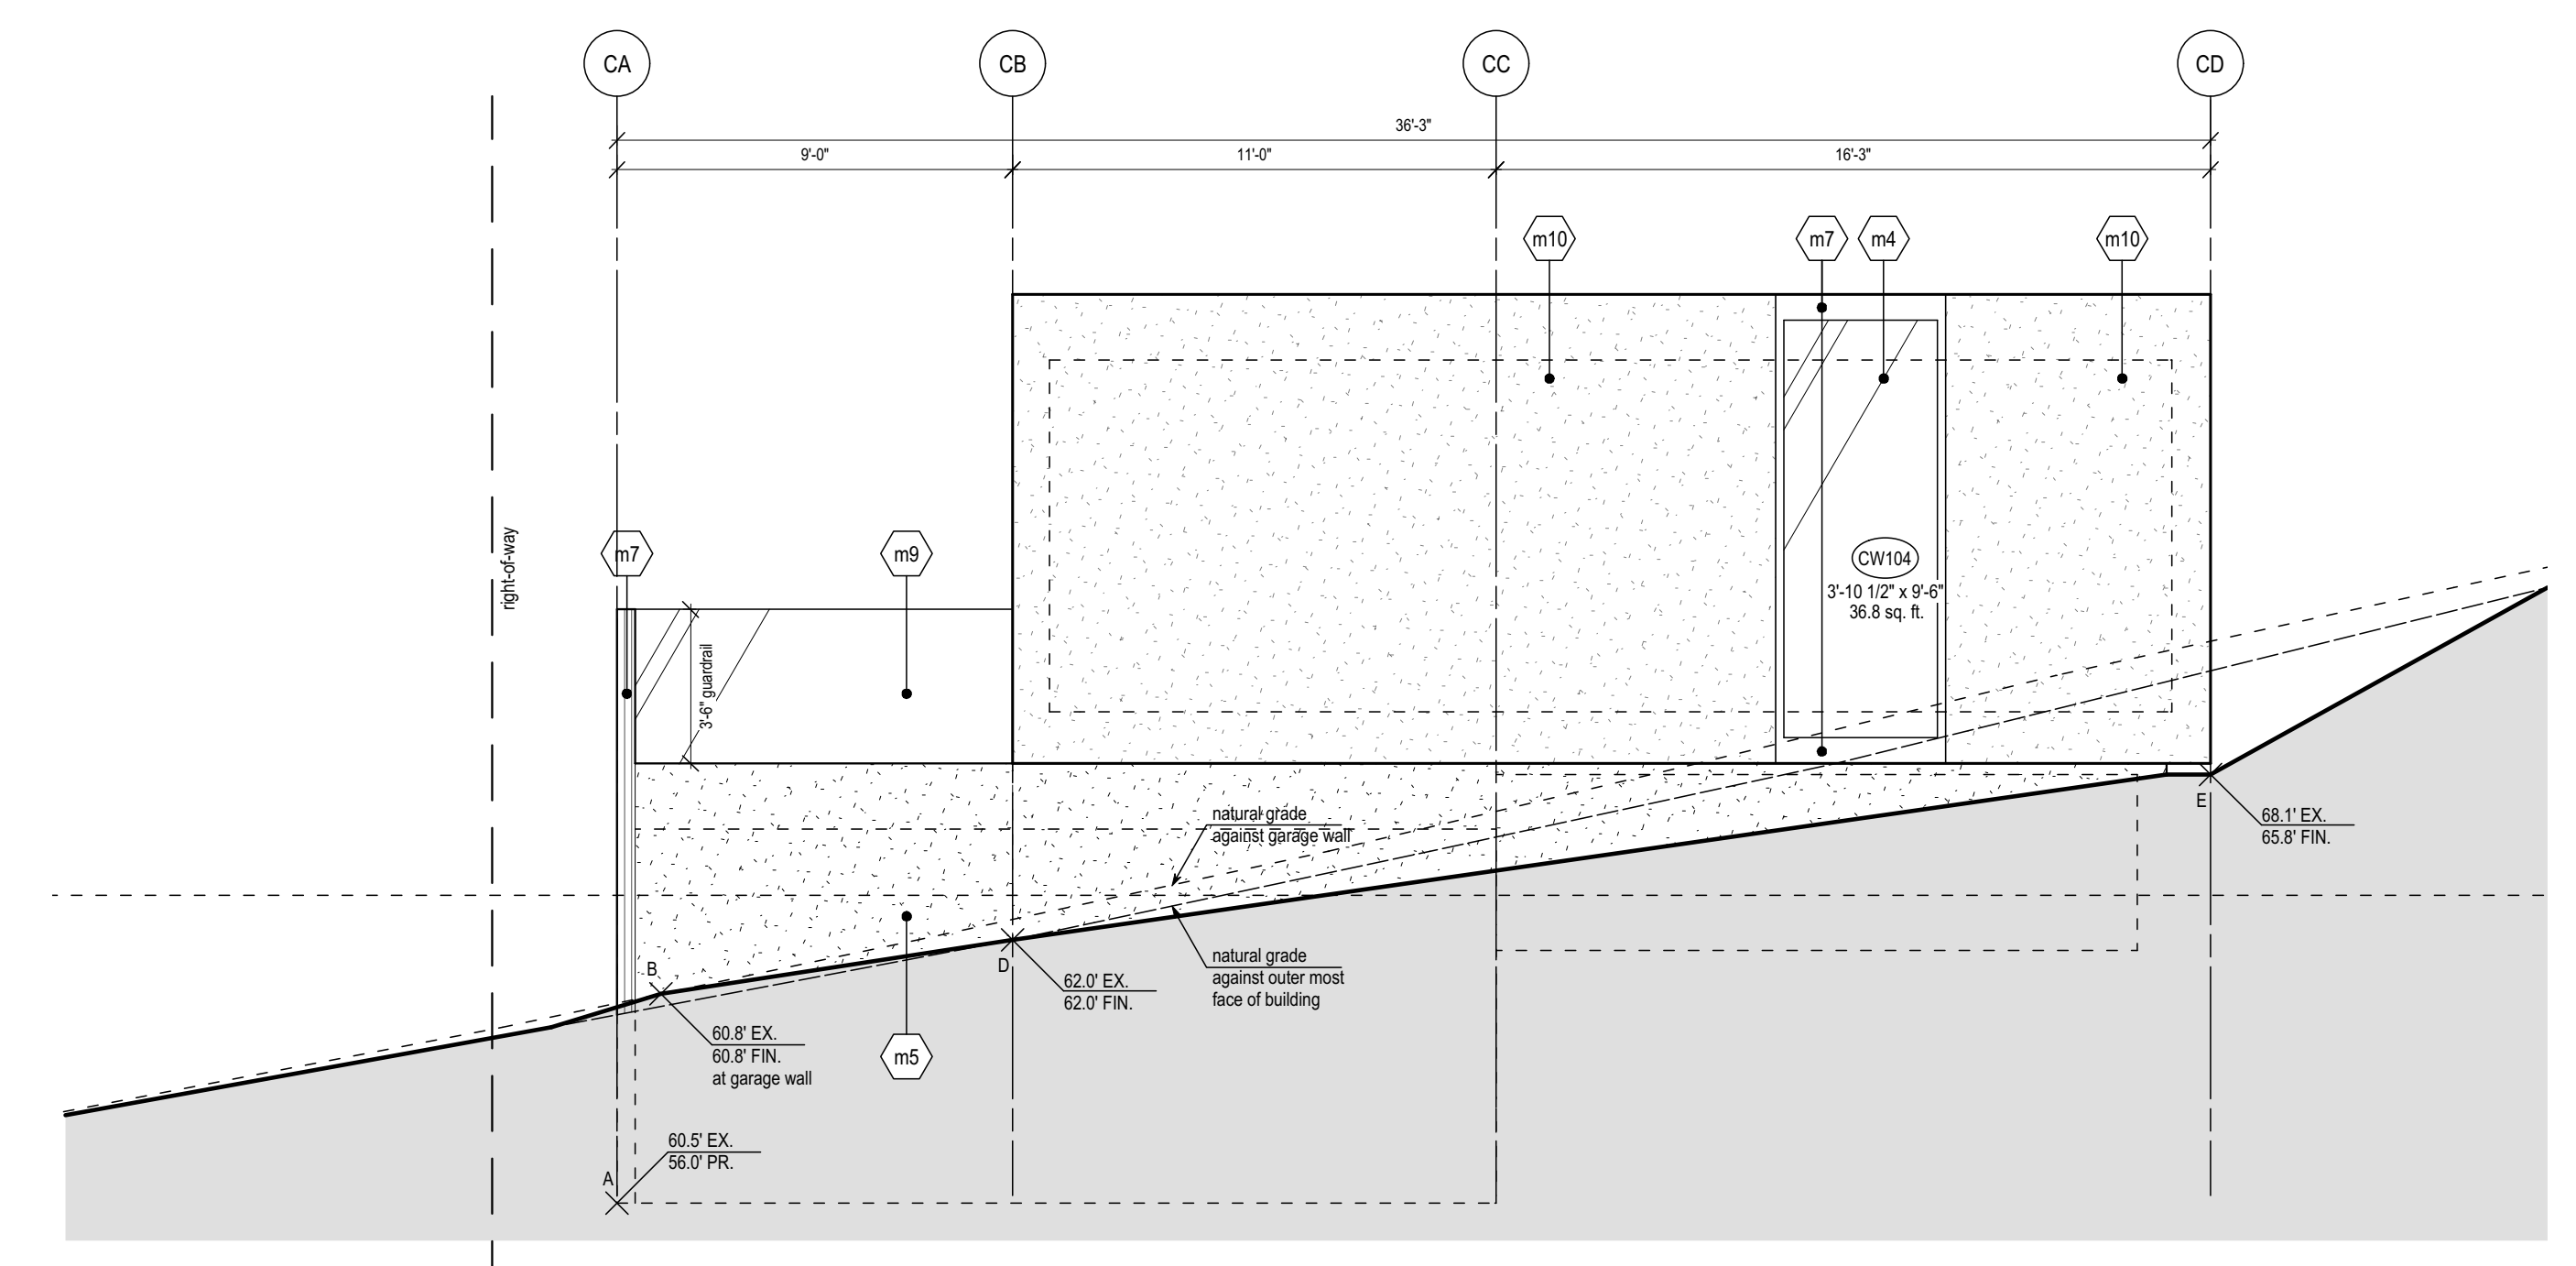 CA
CB
CC
CD
36'-3"
9'-0"
11'-0"
16'-3"
m10
m7
m4
m10
m7
m9
right-of-way
3'-6" guardrail
CW104
3'-10 1/2" x 9'-6"
36.8 sq. ft.
natural grade
against garage wall
E
68.1' EX.
65.8' FIN.
B
D
natural grade
against outer most
face of building
62.0' EX.
62.0' FIN.
60.8' EX.
60.8' FIN.
at garage wall
m5
60.5' EX.
56.0' PR.
A